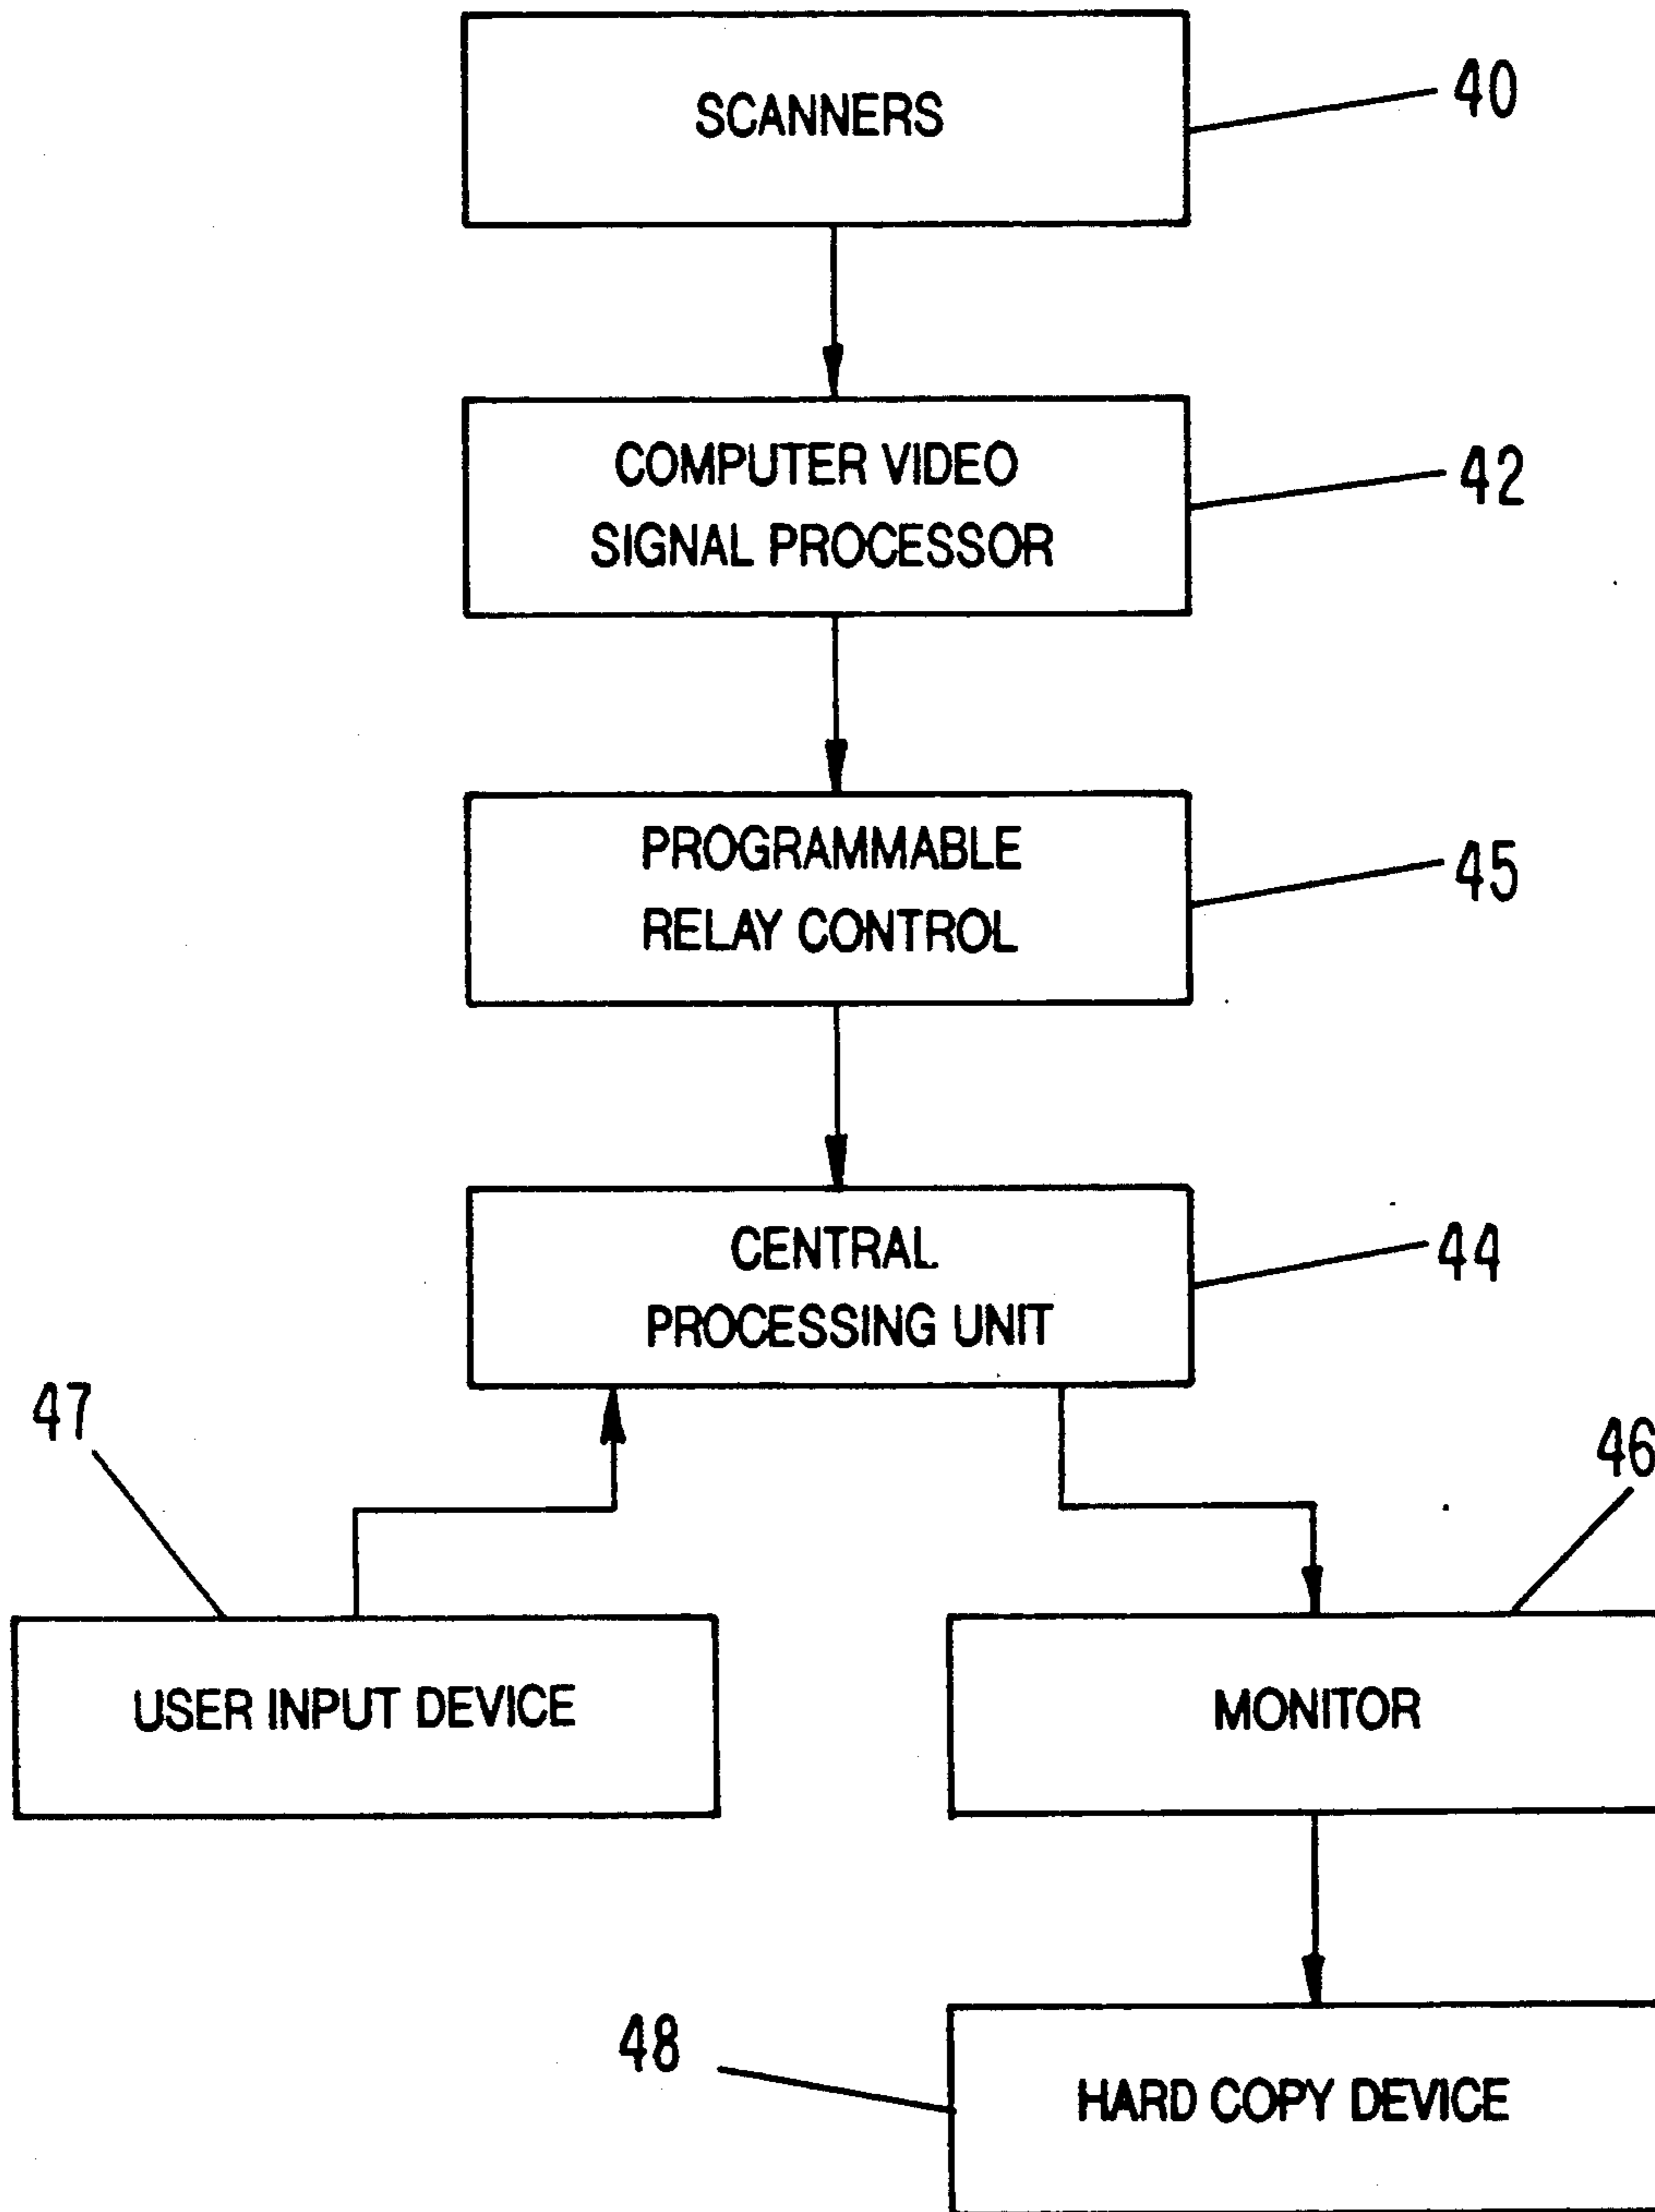 SCANNERS
40
COMPUTER VIDEO
SIGNAL PROCESSOR
42
PROGRAMMABLE
RELAY CONTROL
45
CENTRAL
PROCESSING UNIT
44
47
46
USER INPUT DEVICE
MONITOR
48
HARD COPY DEVICE